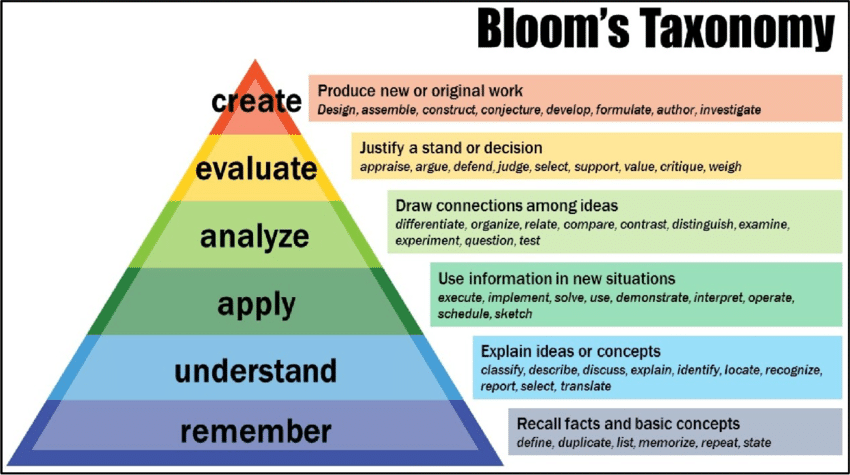 Bloom's Taxonomy
create
Produce new or original work
Design, assemble, construct, conjecture, develop, formulate, author, investigate
evaluate
Justify a stand or decision
appraise, argue, defend, judge, select, support, value, critique, weigh
analyze
Draw connections among ideas
differentiate, organize, relate, compare, contrast, distinguish, examine,
experiment, question, test
apply
Use information in new situations
execute, implement, solve, use, demonstrate, interpret, operate,
schedule, sketch
understand
Explain ideas or concepts
classify, describe, discuss, explain, identify, locate, recognize,
report, select, translate
remember
Recall facts and basic concepts
define, duplicate, list, memorize, repeat, state